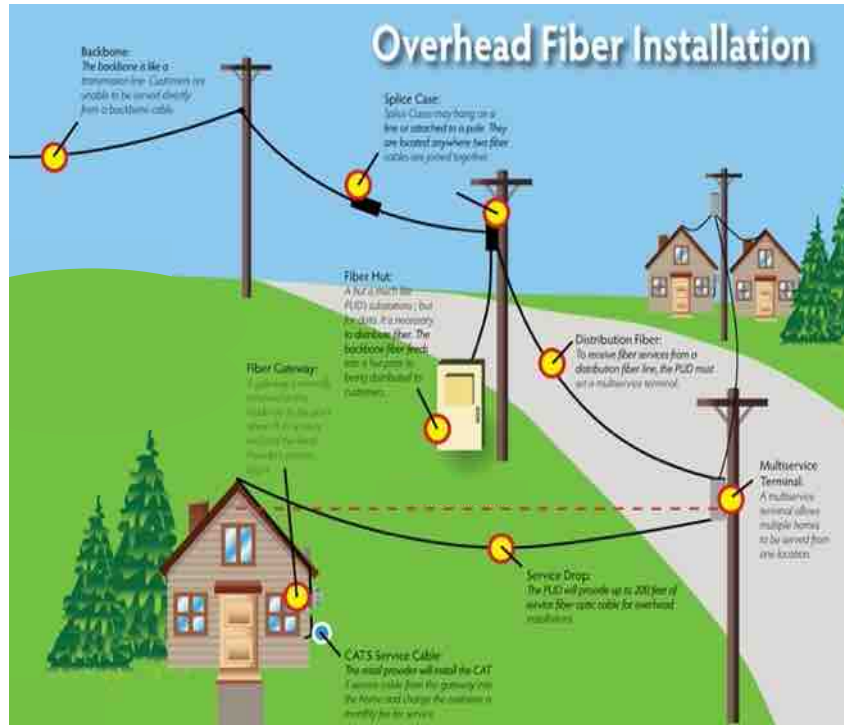 Overhead Fiber Installation
Backbone:
The backbone is like a
transmission line. Customers are
unable to be served directly
from a backbone cable.
Splice Case:
Splice Cases may hang on a
line or attached to a pole. They
are located anywhere two fiber
cables are joined together.
Fiber Hut:
A hut is much like
PUD's substations, but
for data. It is necessary
to distribute fiber. The
backbone fiber feeds
into a hut prior to
being distributed to
customers.
Distribution Fiber:
To receive fiber services from a
distribution fiber line, the PUD must
set a multiservice terminal.
Fiber Gateway:
A gateway is
Multiservice
Terminal:
A multiservice
terminal allows
multiple homes
to be served from
one location.
Service Drop:
The PUD will provide up to 200 feet of
service fiber optic cable for overhead
installations.
CAT5 Service Cable:
The retail provider will install the CAT
5 service cable from the gateway into
the home and charge the customer a
monthly fee for service.